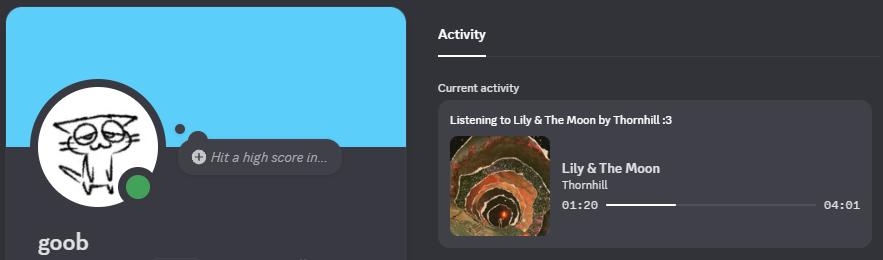 Hit a high score in...
goob
Activity
Current activity
Listening to Lily & The Moon by Thornhill :3
Lily & The Moon
Thornhill
01:20 04:01